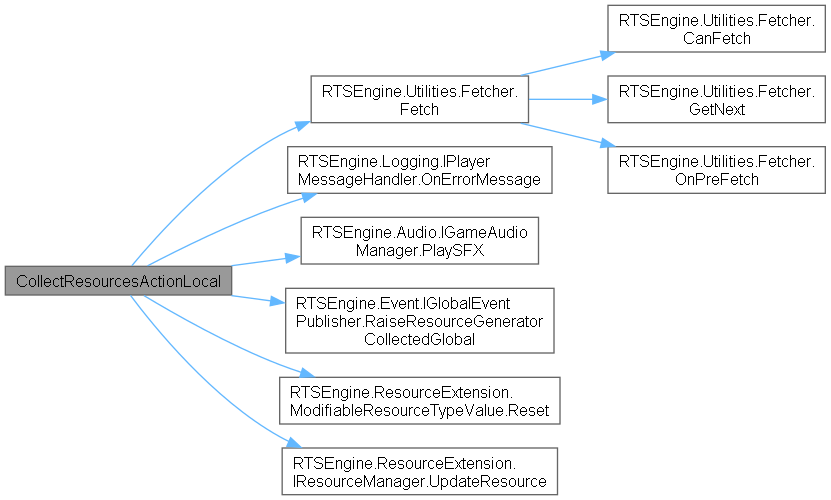 RTSEngine.Utilities.Fetcher.
CanFetch
RTSEngine.Utilities.Fetcher.
Fetch
RTSEngine.Utilities.Fetcher.
GetNext
RTSEngine.Logging.IPlayer
MessageHandler.OnErrorMessage
RTSEngine.Utilities.Fetcher.
OnPreFetch
RTSEngine.Audio.IGameAudio
Manager.PlaySFX
CollectResourcesActionLocal
RTSEngine.Event.IGlobalEvent
Publisher.RaiseResourceGenerator
CollectedGlobal
RTSEngine.ResourceExtension.
ModifiableResourceTypeValue.Reset
RTSEngine.ResourceExtension.
IResourceManager.UpdateResource